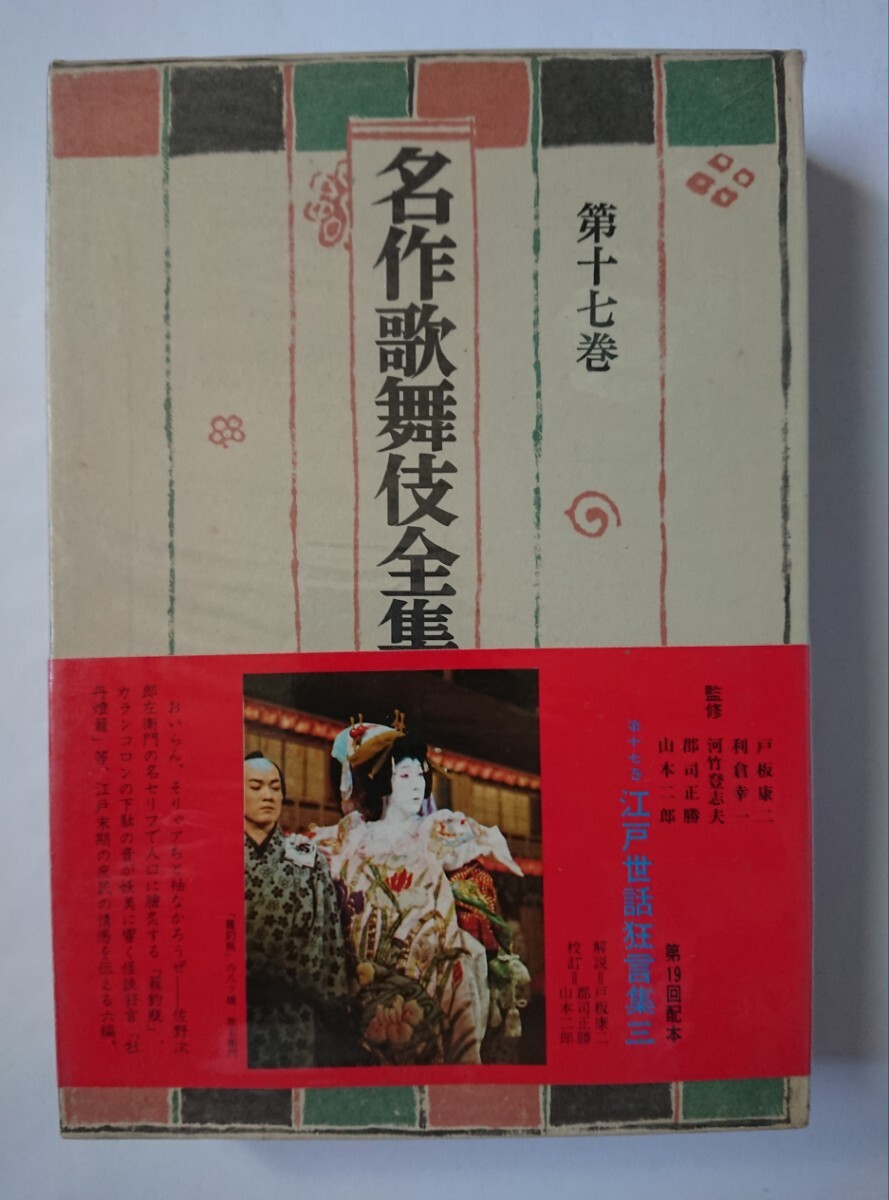 第十七巻
名作歌舞伎全集
監修
戸板康二
利倉幸一
河竹登志夫
郡司正勝
山本二郎
第十七巻 江戸世話狂言集三
第19回配本
解説=戸板康二
郡司正勝
校訂=山本二郎
「籠釣瓶」の八ッ橋
おいらん、そりゃアちと袖なかろうぜ――佐野次
郎左衛門の名セリフで人口に膾炙する「籠釣瓶」、
カランコロンの下駄の音が妖美に響く怪談狂言「牡
丹燈籠」等、江戸末期の庶民の情感を伝える六編。